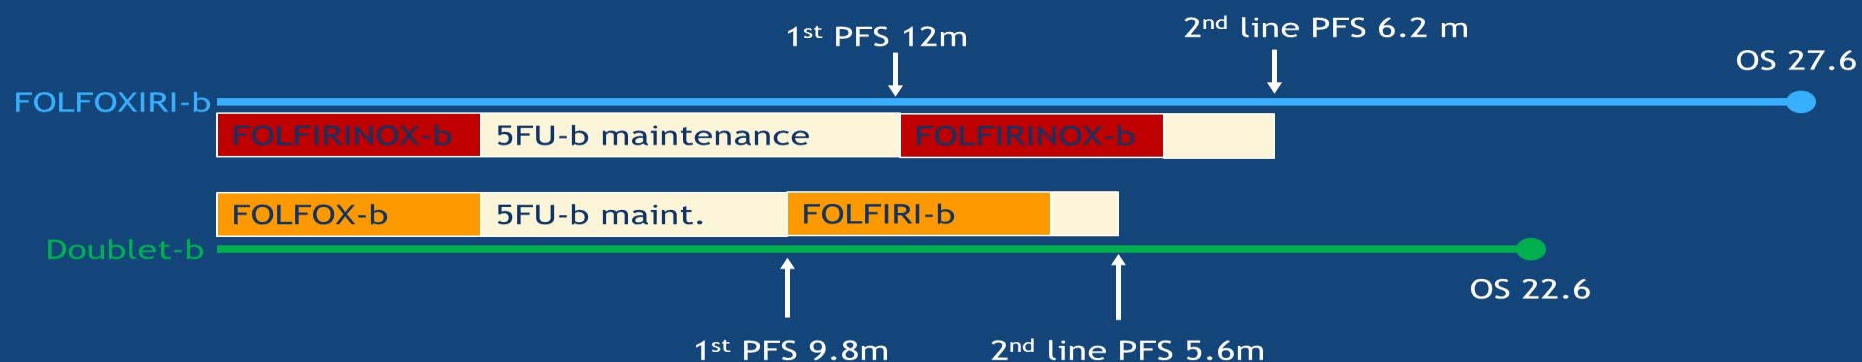 1st PFS 12m
2nd line PFS 6.2 m
OS 27.6
FOLFOXIRI-b
FOLFIRINOX-b
5FU-b maintenance
FOLFIRINOX-b
FOLFOX-b
5FU-b maint.
FOLFIRI-b
Doublet-b
OS 22.6
1st PFS 9.8m
2nd line PFS 5.6m